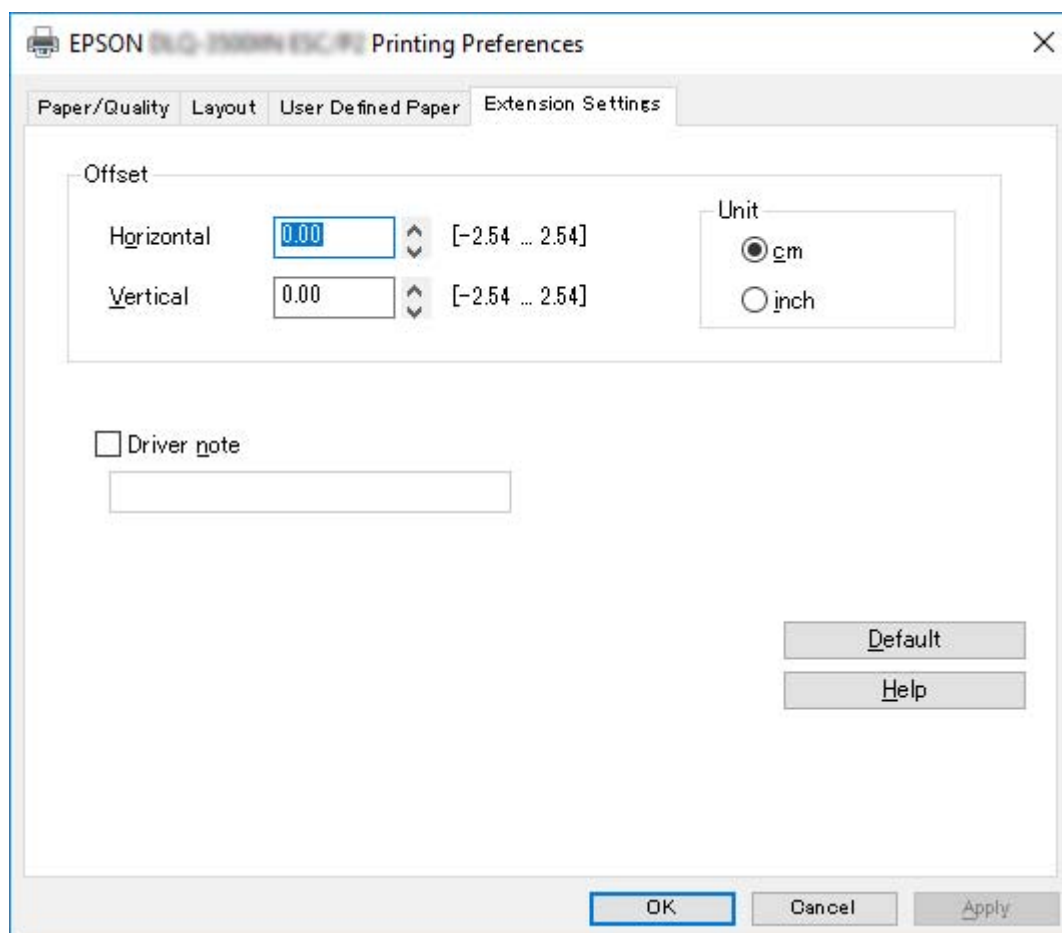 EPSON Printing Preferences
Paper/Quality Layout User Defined Paper Extension Settings
Offset
Horizontal 0.00 [-2.54 ... 2.54]
Vertical 0.00 [-2.54 ... 2.54]
Unit
cm
inch
Driver note
Default
Help
OK Cancel Apply